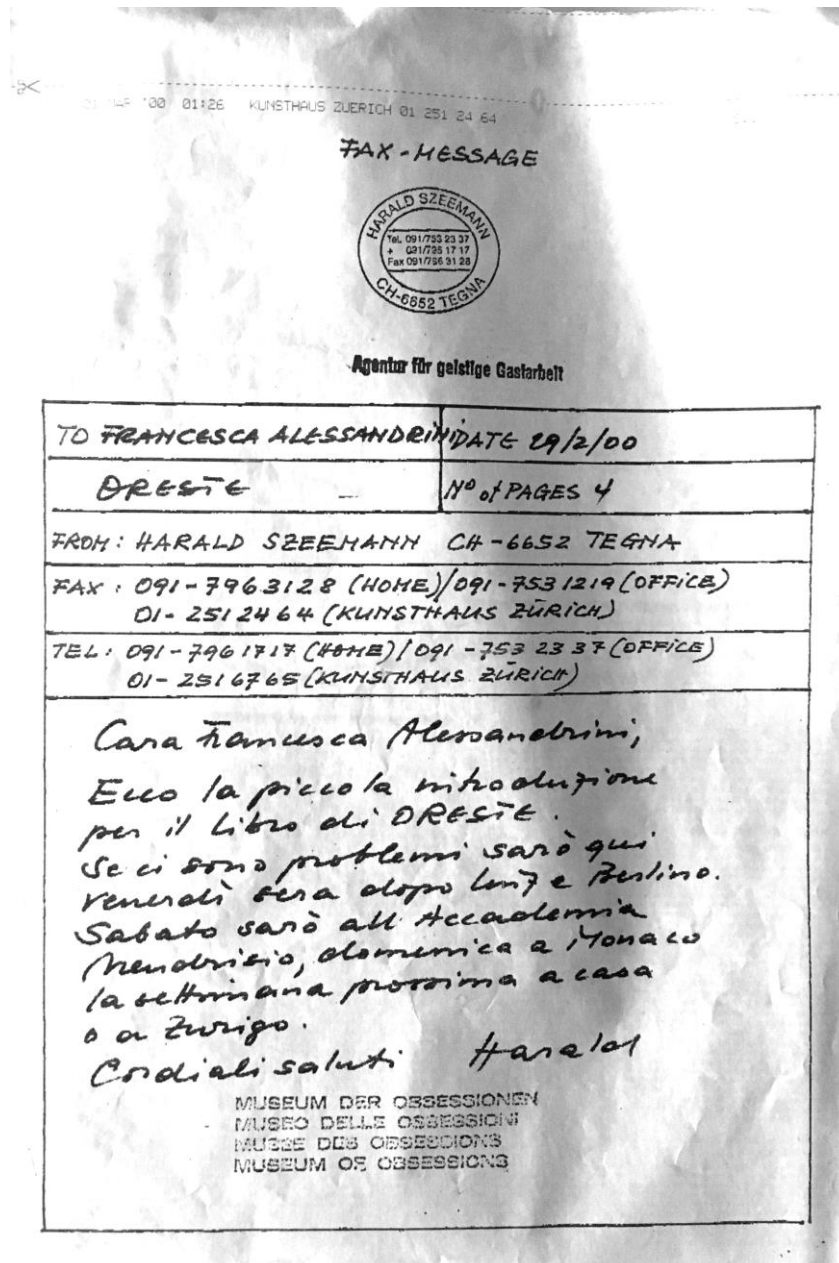 '00 01:26 KUNSTHAUS ZUERICH 01 251 24 64
FAX-MESSAGE
HARALD SZEEMANN
Tel. 091/753 23 37
+ 091/796 17 17
Fax 091/796 31 28
CH-6652 TEGNA
Agentur für geistige Gastarbeit
TO FRANCESCA ALESSANDRINI DATE 29/2/00
ORESTE Nº of PAGES 4
FROM: HARALD SZEEMANN CH-6652 TEGNA
FAX: 091-7963128 (HOME)/091-7531219 (OFFICE)
01-2512464 (KUNSTHAUS ZÜRICH)
TEL: 091-7961717 (HOME)/091-753 23 37 (OFFICE)
01-2516765 (KUNSTHAUS ZÜRICH)
Cara Francesca Alessandrini,
Ecco la piccola introduzione
per il libro di ORESTE.
Se ci sono problemi sarò qui
venerdì sera dopo Linz e Berlino.
Sabato sarò all Accademia
Mendrisio, domenica a Monaco
la settimana prossima a casa
o a Zurigo.
Cordiali saluti Harald
MUSEUM DER OBSESSIONEN
MUSEO DELLE OSSESSIONI
MUSEE DES OBSESSIONS
MUSEUM OF OBSESSIONS